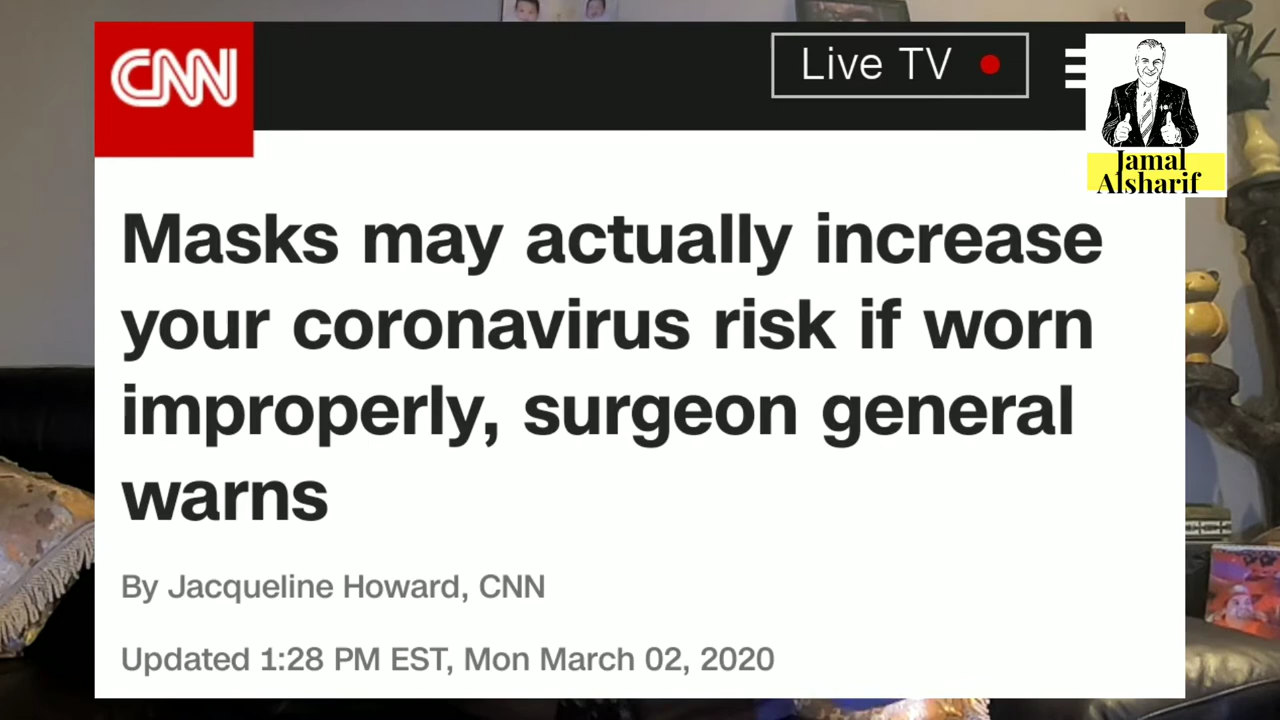 CNN
Live TV
Jamal
Alsharif
Masks may actually increase
your coronavirus risk if worn
improperly, surgeon general
warns
By Jacqueline Howard, CNN
Updated 1:28 PM EST, Mon March 02, 2020